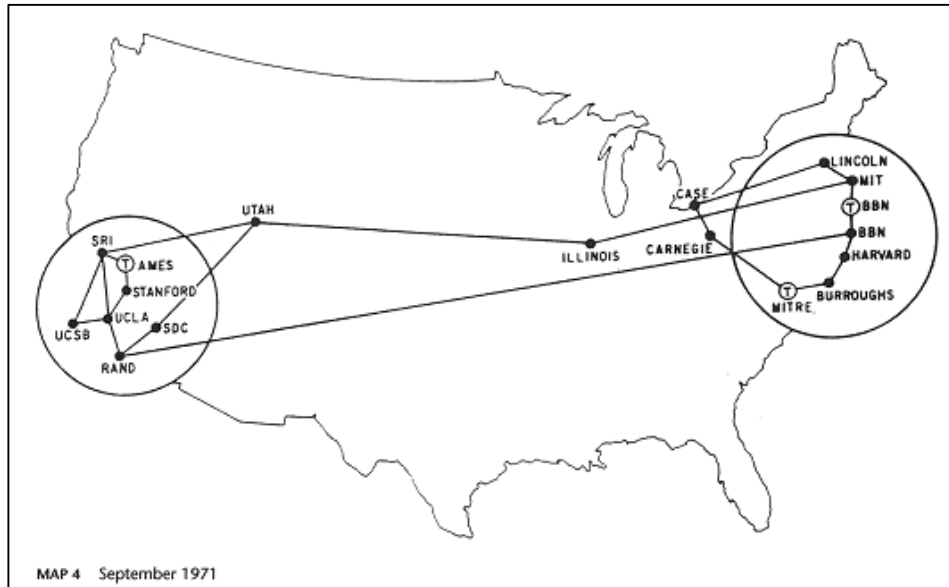 LINCOLN
MIT
CASE
T BBN
UTAH
BBN
SRI
ILLINOIS
CARNEGIE
HARVARD
T AMES
STANFORD
T
BURROUGHS
MITRE
UCLA
SDC
UCSB
RAND
MAP 4 September 1971